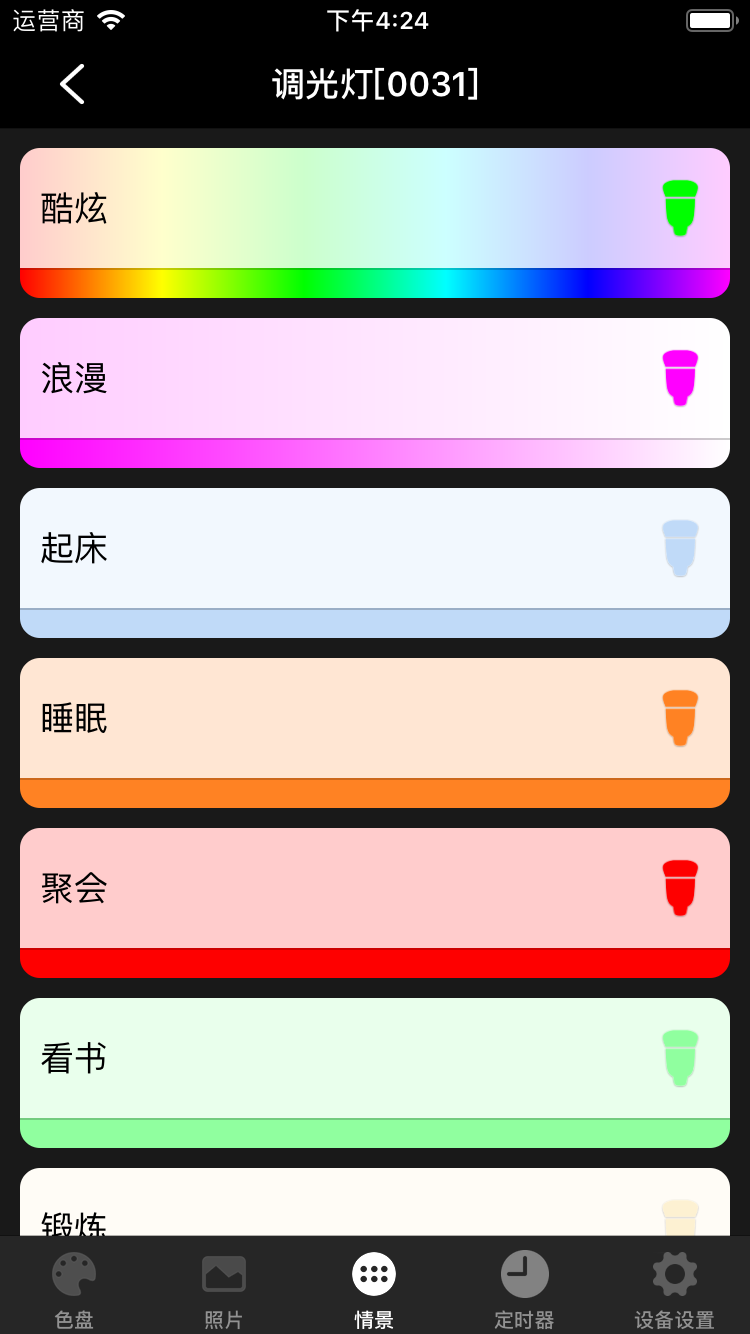 运营商 下午4:24
调光灯[0031]
酷炫
浪漫
起床
睡眠
聚会
看书
锻炼
色盘 照片 情景 定时器 设备设置